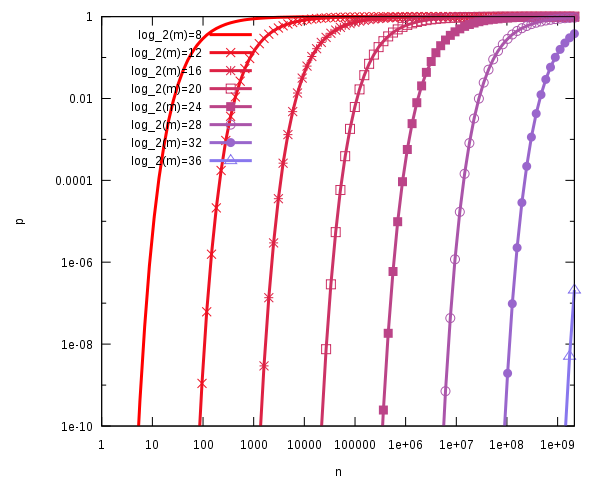 1
0.01
0.0001
1e-06
1e-08
1e-10
p
log_2(m)=8
log_2(m)=12
log_2(m)=16
log_2(m)=20
log_2(m)=24
log_2(m)=28
log_2(m)=32
log_2(m)=36
1 10 100 1000 10000 100000 1e+06 1e+07 1e+08 1e+09
n